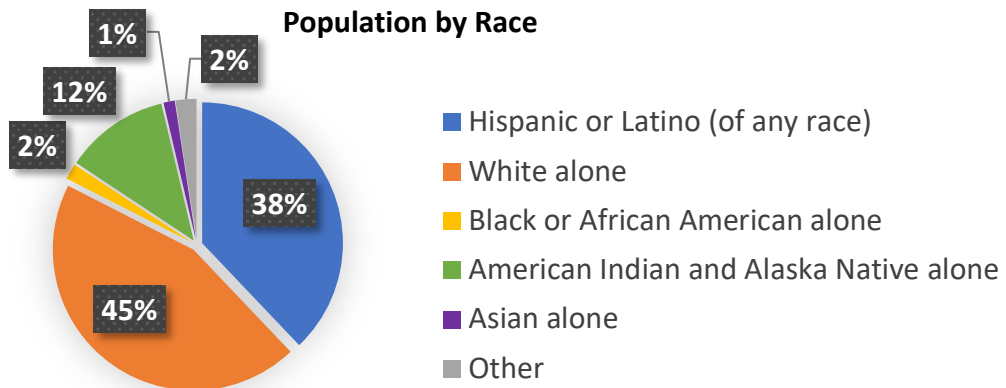 Population by Race
1%
2%
12%
2%
38%
45%
Hispanic or Latino (of any race)
White alone
Black or African American alone
American Indian and Alaska Native alone
Asian alone
Other